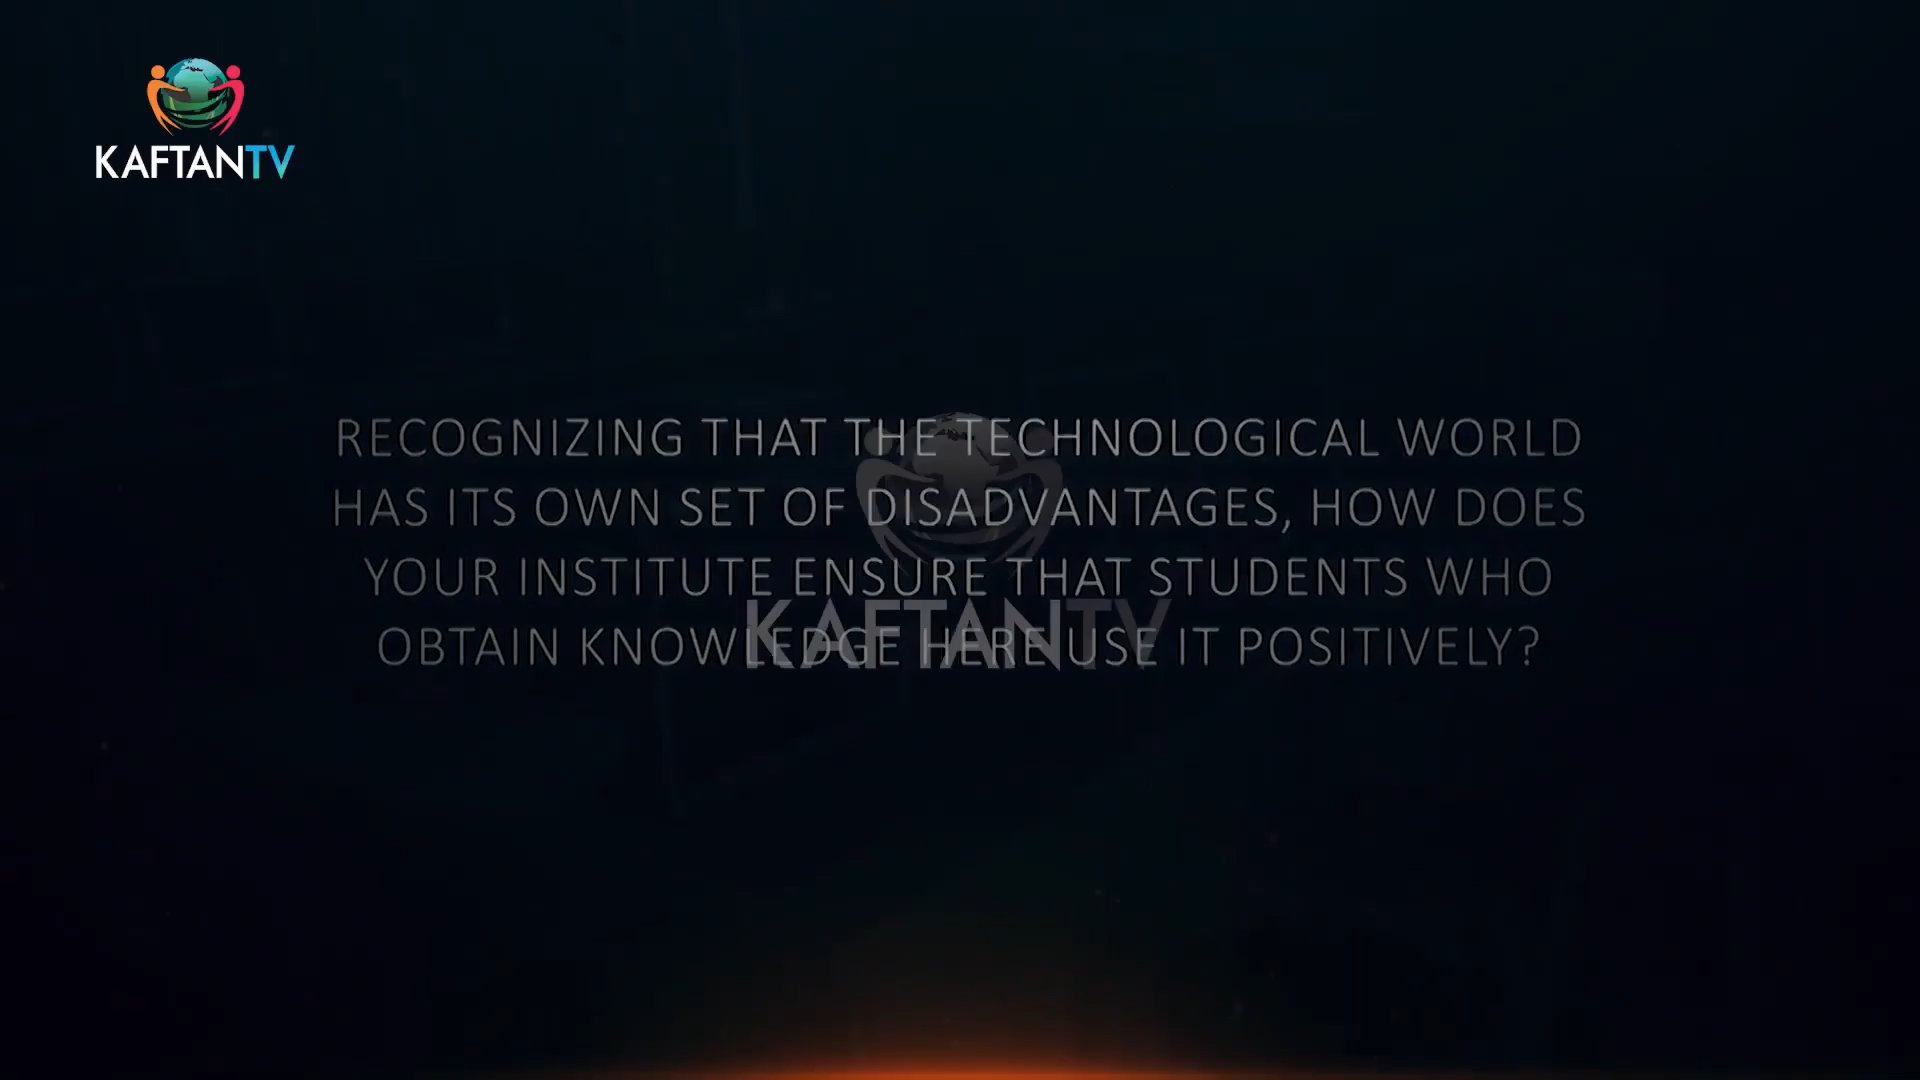 KAFTANTV
RECOGNIZING THAT THE TECHNOLOGICAL WORLD
HAS ITS OWN SET OF DISADVANTAGES, HOW DOES
YOUR INSTITUTE ENSURE THAT STUDENTS WHO
OBTAIN KNOWLEDGE HERE USE IT POSITIVELY?
KAFTANTV